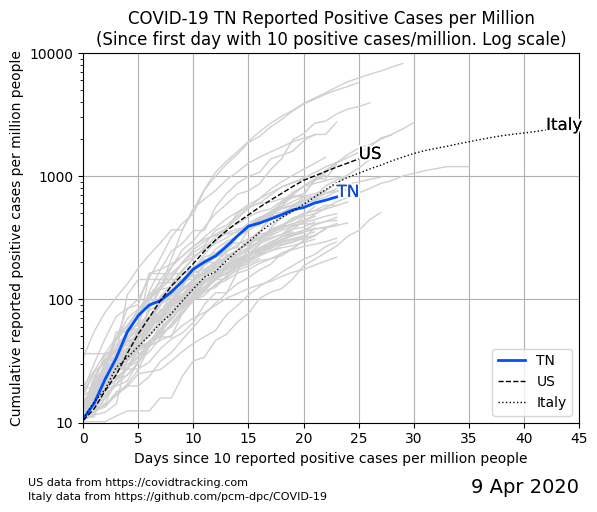 COVID-19 TN Reported Positive Cases per Million
(Since first day with 10 positive cases/million. Log scale)
Cumulative reported positive cases per million people
10000
1000
100
10
Italy
US
TN
TN
US
Italy
0 5 10 15 20 25 30 35 40 45
Days since 10 reported positive cases per million people
US data from https://covidtracking.com
Italy data from https://github.com/pcm-dpc/COVID-19
9 Apr 2020